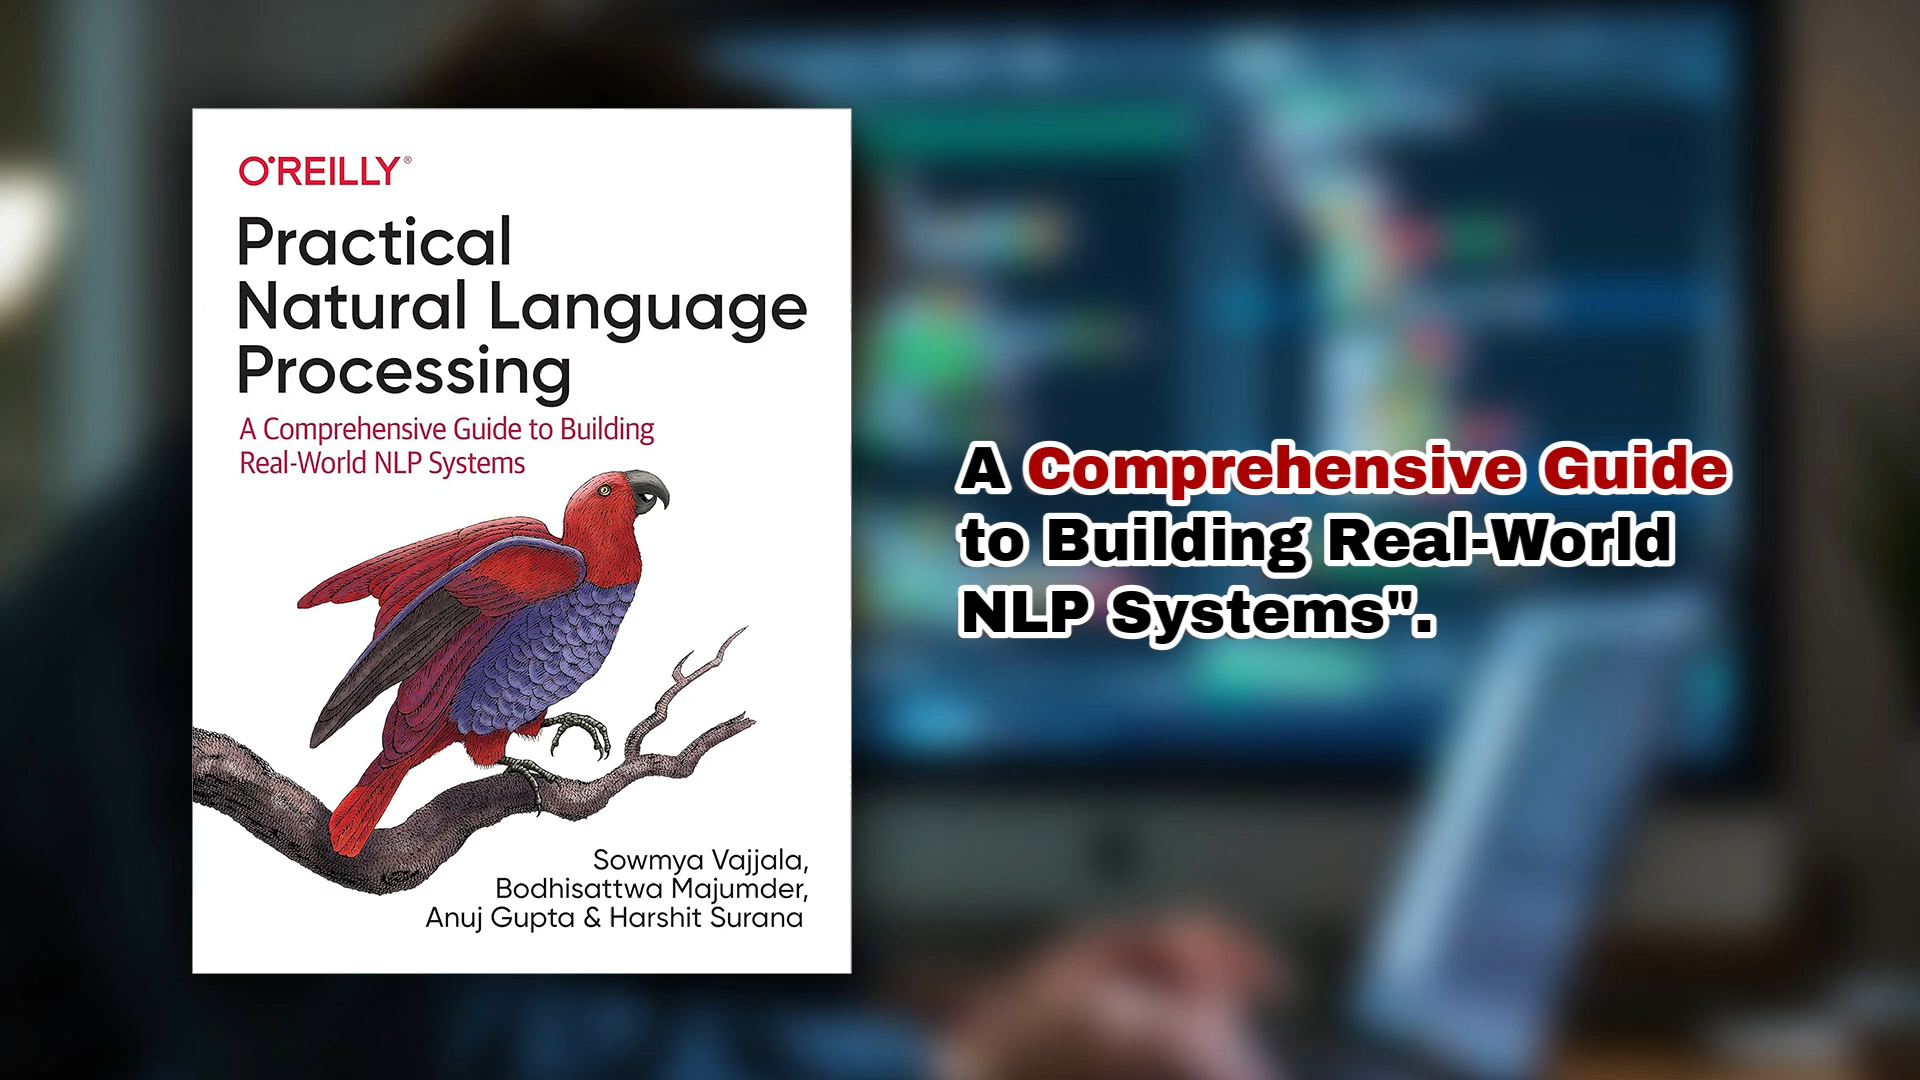 O'REILLY®
Practical
Natural Language
Processing
A Comprehensive Guide to Building
Real-World NLP Systems
Sowmya Vajjala,
Bodhisattwa Majumder,
Anuj Gupta & Harshit Surana
A Comprehensive Guide
to Building Real-World
NLP Systems".